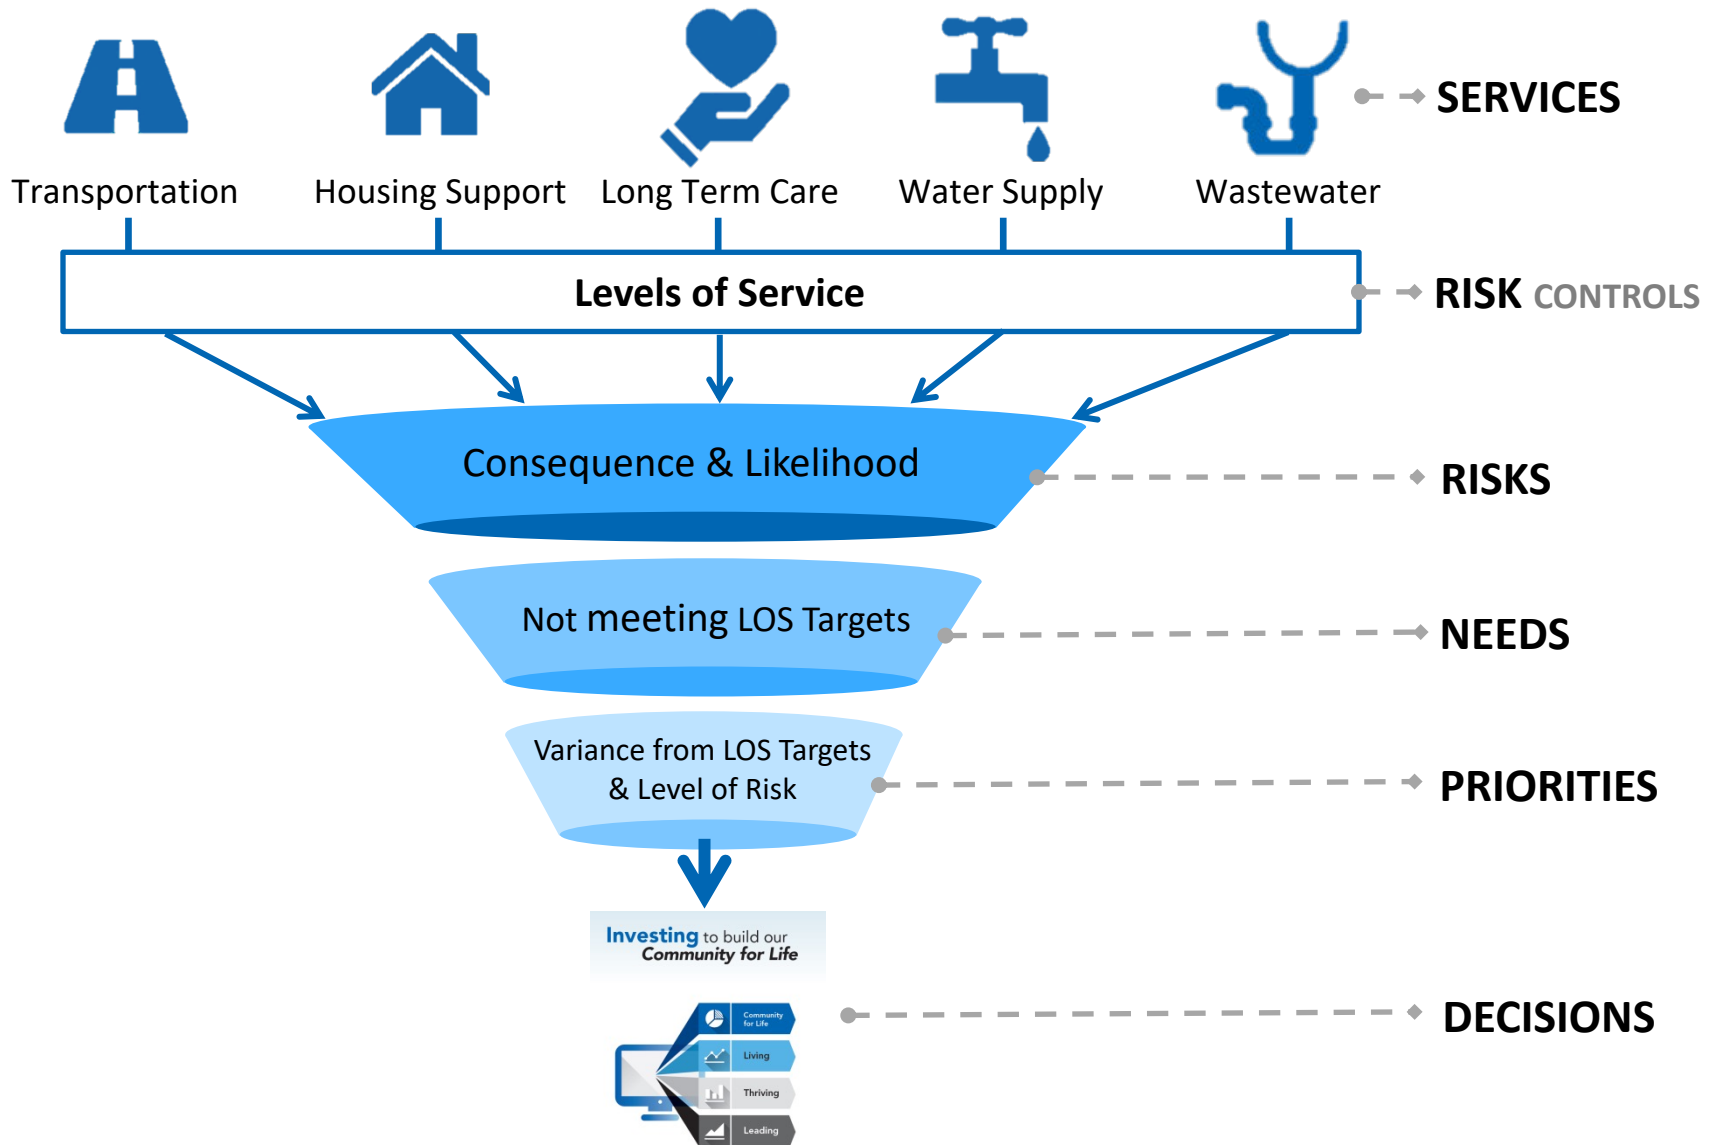 SERVICES
Transportation
Housing Support
Long Term Care
Water Supply
Wastewater
Levels of Service
RISK CONTROLS
Consequence & Likelihood
RISKS
Not meeting LOS Targets
NEEDS
Variance from LOS Targets
& Level of Risk
PRIORITIES
Investing to build our
Community for Life
DECISIONS
Community
for Life
Living
Thriving
Leading